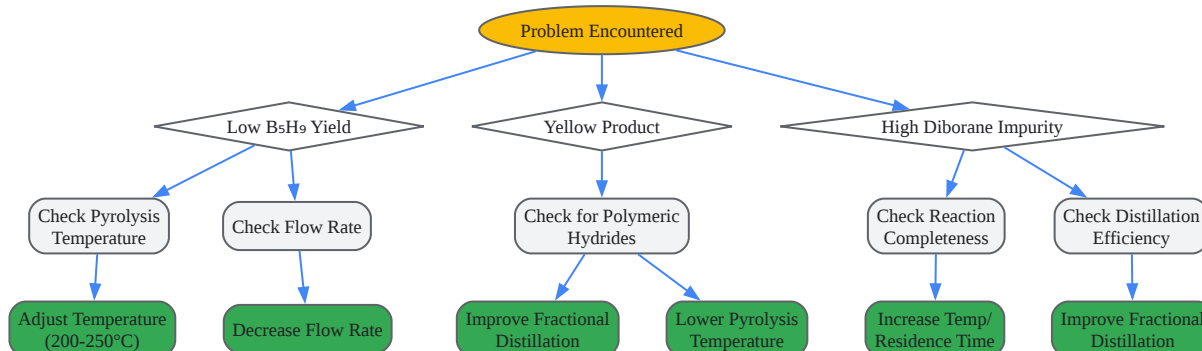 Problem Encountered
Low B₅H₉ Yield
Yellow Product
High Diborane Impurity
Check Pyrolysis
Temperature
Check Flow Rate
Check for Polymeric
Hydrides
Check Reaction
Completeness
Check Distillation
Efficiency
Adjust Temperature
(200-250°C)
Decrease Flow Rate
Improve Fractional
Distillation
Lower Pyrolysis
Temperature
Increase Temp/
Residence Time
Improve Fractional
Distillation